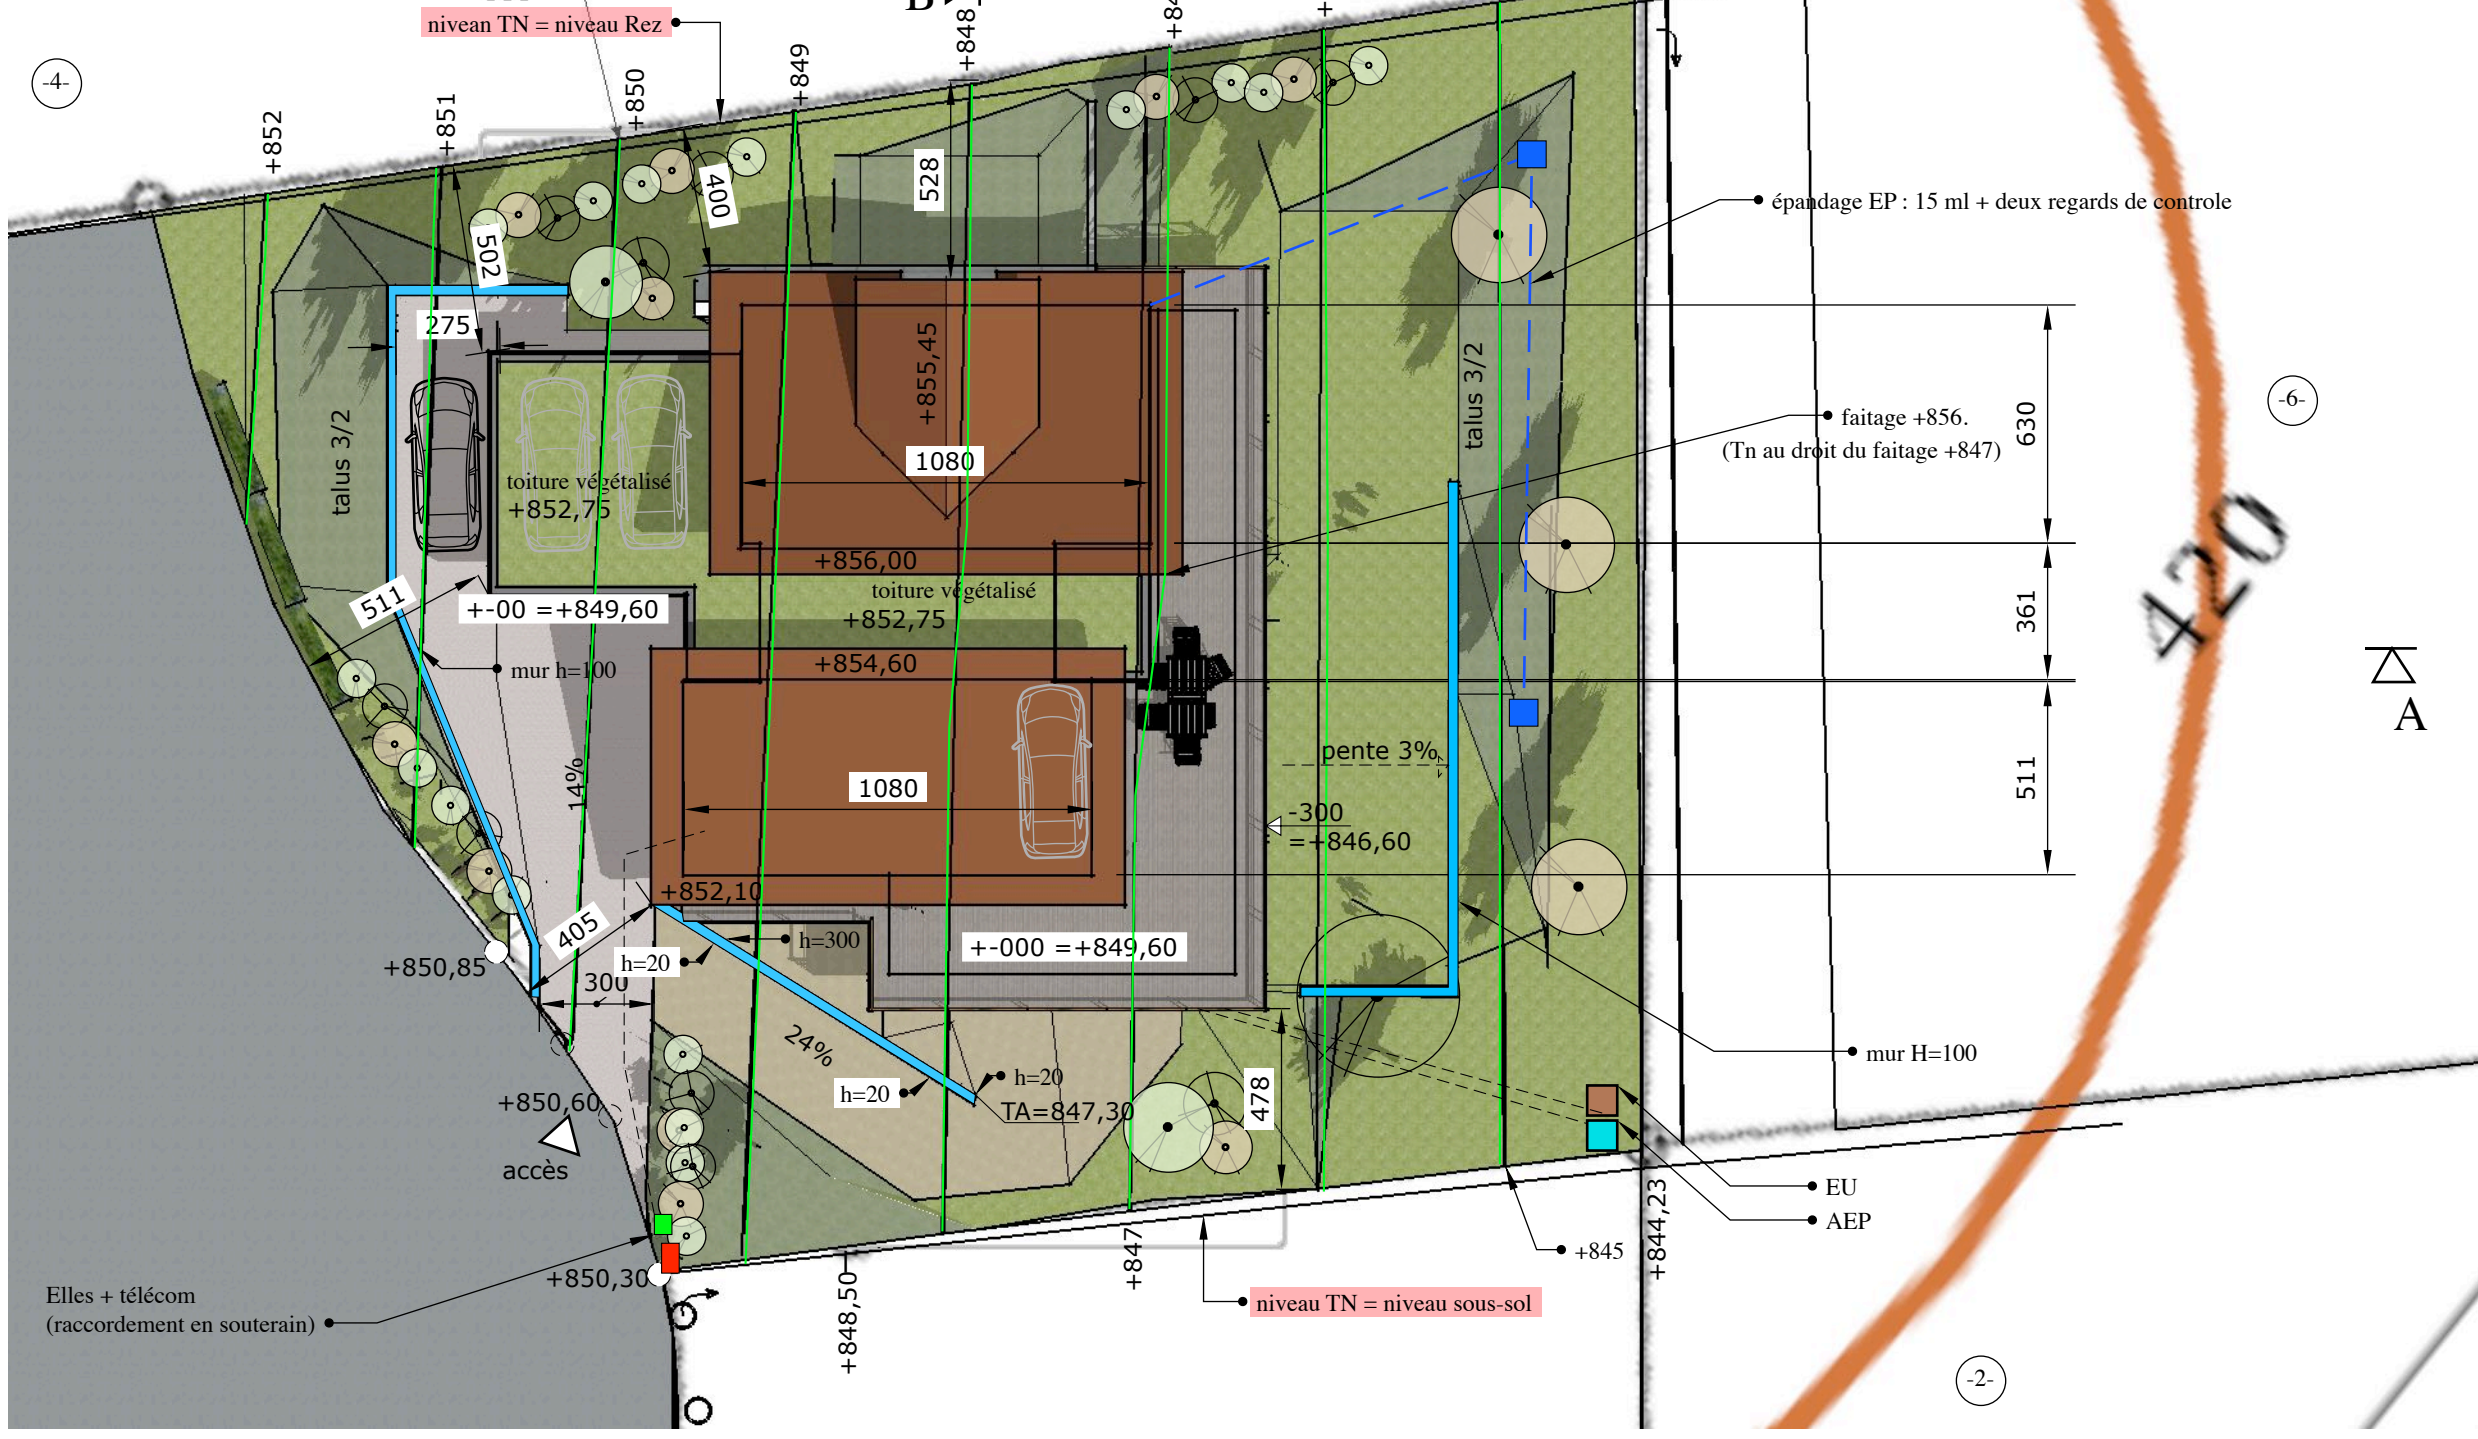 nivean TN = niveau Rez
-4-
+852
+851
+850
+849
502
400
528
275
talus 3/2
toiture végétalisé
+852,75
+855,45
1080
+856,00
toiture végétalisé
+852,75
+854,60
511
+-00 =+849,60
mur h=100
14%
1080
+852,10
405
300
+850,85
h=20
h=300
+-000 =+849,60
24%
h=20
h=20
TA=847,30
+850,60
accès
+850,30
Elles + télécom
(raccordement en souterain)
+848,50
+847
478
niveau TN = niveau sous-sol
+845
+844,23
EU
AEP
mur H=100
pente 3%
-300
=+846,60
talus 3/2
épandage EP : 15 ml + deux regards de controle
faitage +856.
(Tn au droit du faitage +847)
630
361
511
-6-
420
A
-2-